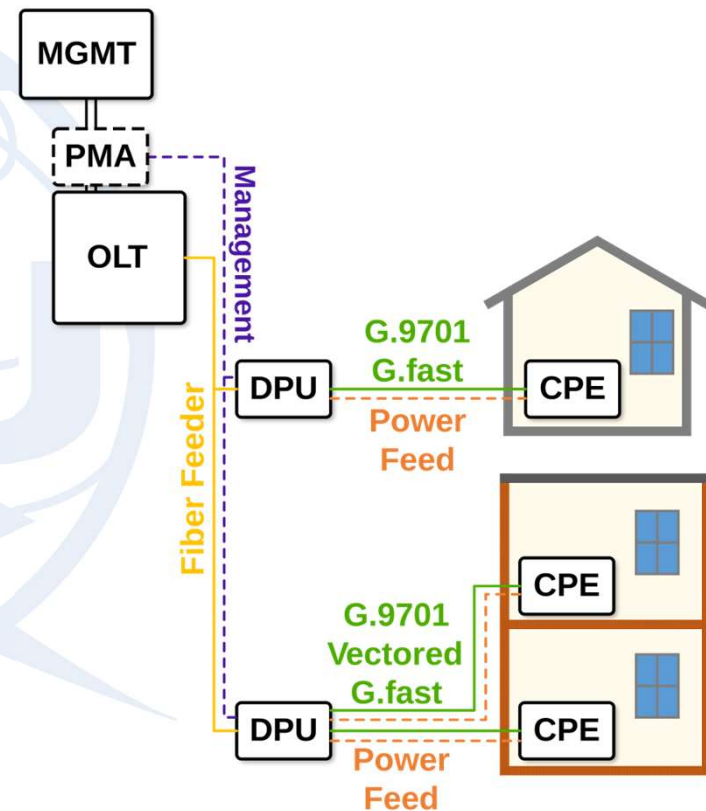 MGMT
PMA
Management
OLT
G.9701
G.fast
DPU
CPE
Power
Feed
Fiber Feeder
CPE
G.9701
Vectored
G.fast
DPU
CPE
Power
Feed